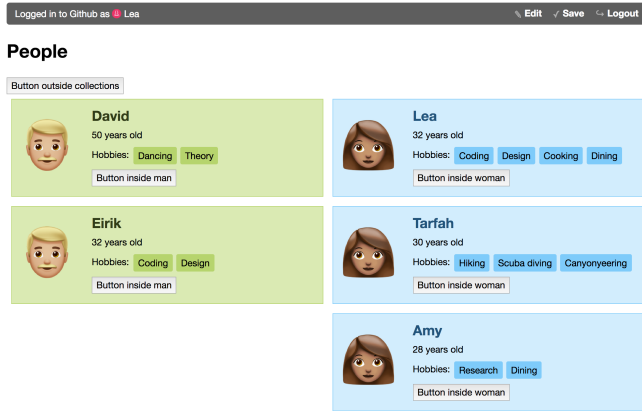 Logged in to Github as Lea
Edit Save Logout
People
Button outside collections
David
50 years old
Hobbies: Dancing Theory
Button inside man
Eirik
32 years old
Hobbies: Coding Design
Button inside man
Lea
32 years old
Hobbies: Coding Design Cooking Dining
Button inside woman
Tarfah
30 years old
Hobbies: Hiking Scuba diving Canyonyeering
Button inside woman
Amy
28 years old
Hobbies: Research Dining
Button inside woman